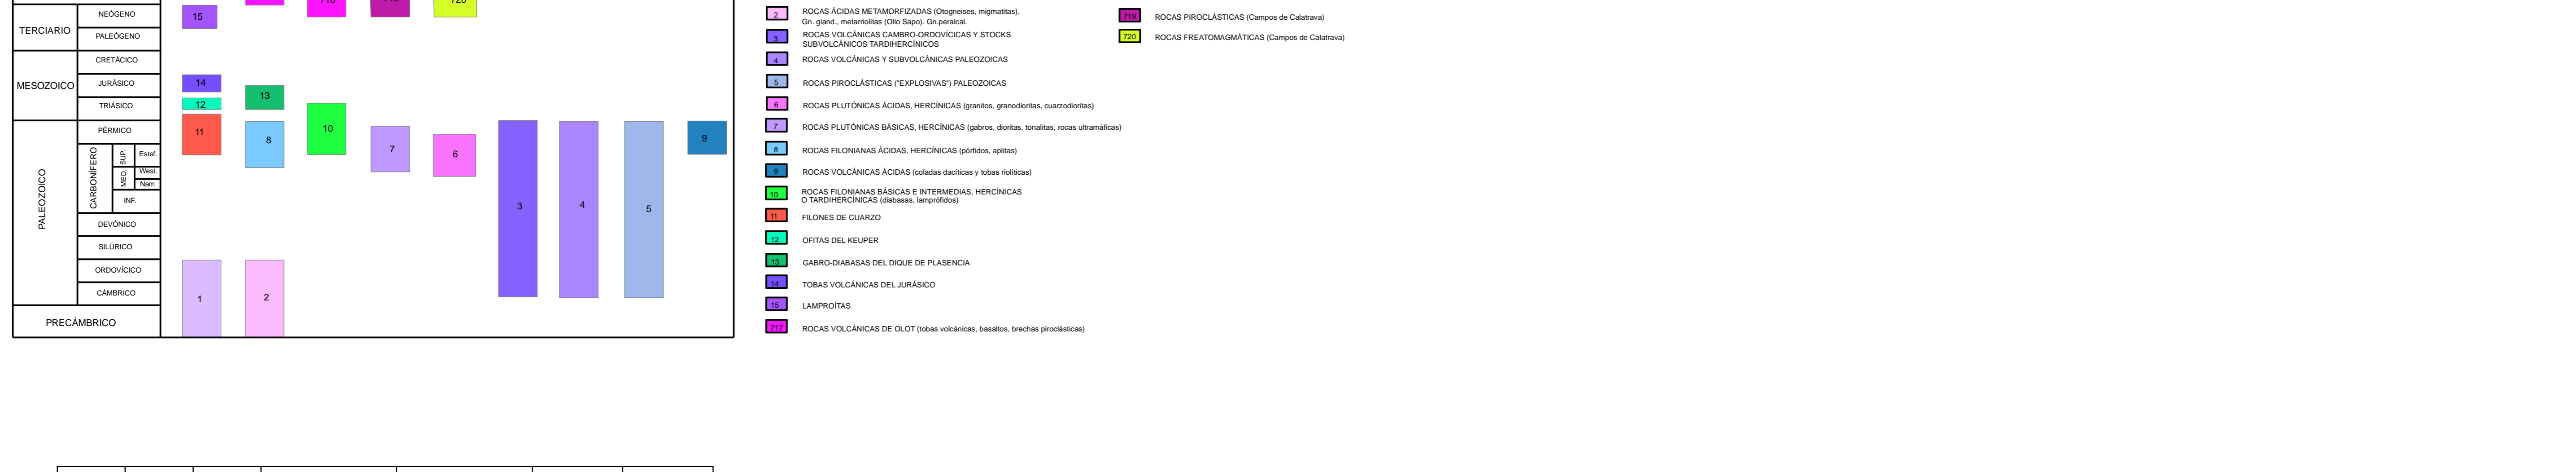 TERCIARIO
NEÓGENO
PALEÓGENO
MESOZOICO
CRETÁCICO
JURÁSICO
TRIÁSICO
PALEOZOICO
PÉRMICO
CARBONÍFERO
SUP.
Estef.
MED.
West.
Nam
INF.
DEVÓNICO
SILÚRICO
ORDOVÍCICO
CÁMBRICO
PRECÁMBRICO
15
718
720
14
13
12
11
8
10
7
6
3
4
5
9
1
2
2 ROCAS ÁCIDAS METAMORFIZADAS (Otogneises, migmatitas).
Gn. gland., metarriolitas (Ollo Sapo). Gn.peralcal.
3 ROCAS VOLCÁNICAS CAMBRO-ORDOVÍCICAS Y STOCKS
SUBVOLCÁNICOS TARDIHERCÍNICOS
4 ROCAS VOLCÁNICAS Y SUBVOLCÁNICAS PALEOZOICAS
5 ROCAS PIROCLÁSTICAS ("EXPLOSIVAS") PALEOZOICAS
6 ROCAS PLUTÓNICAS ÁCIDAS, HERCÍNICAS (granitos, granodioritas, cuarzodioritas)
7 ROCAS PLUTÓNICAS BÁSICAS, HERCÍNICAS (gabros, dioritas, tonalitas, rocas ultramáficas)
8 ROCAS FILONIANAS ÁCIDAS, HERCÍNICAS (pórfidos, aplitas)
9 ROCAS VOLCÁNICAS ÁCIDAS (coladas dacíticas y tobas riolíticas)
10 ROCAS FILONIANAS BÁSICAS E INTERMEDIAS, HERCÍNICAS
O TARDIHERCÍNICAS (diabasas, lamprófidos)
11 FILONES DE CUARZO
12 OFITAS DEL KEUPER
13 GABRO-DIABASAS DEL DIQUE DE PLASENCIA
14 TOBAS VOLCÁNICAS DEL JURÁSICO
15 LAMPROÍTAS
717 ROCAS VOLCÁNICAS DE OLOT (tobas volcánicas, basaltos, brechas piroclásticas)
719 ROCAS PIROCLÁSTICAS (Campos de Calatrava)
720 ROCAS FREATOMAGMÁTICAS (Campos de Calatrava)